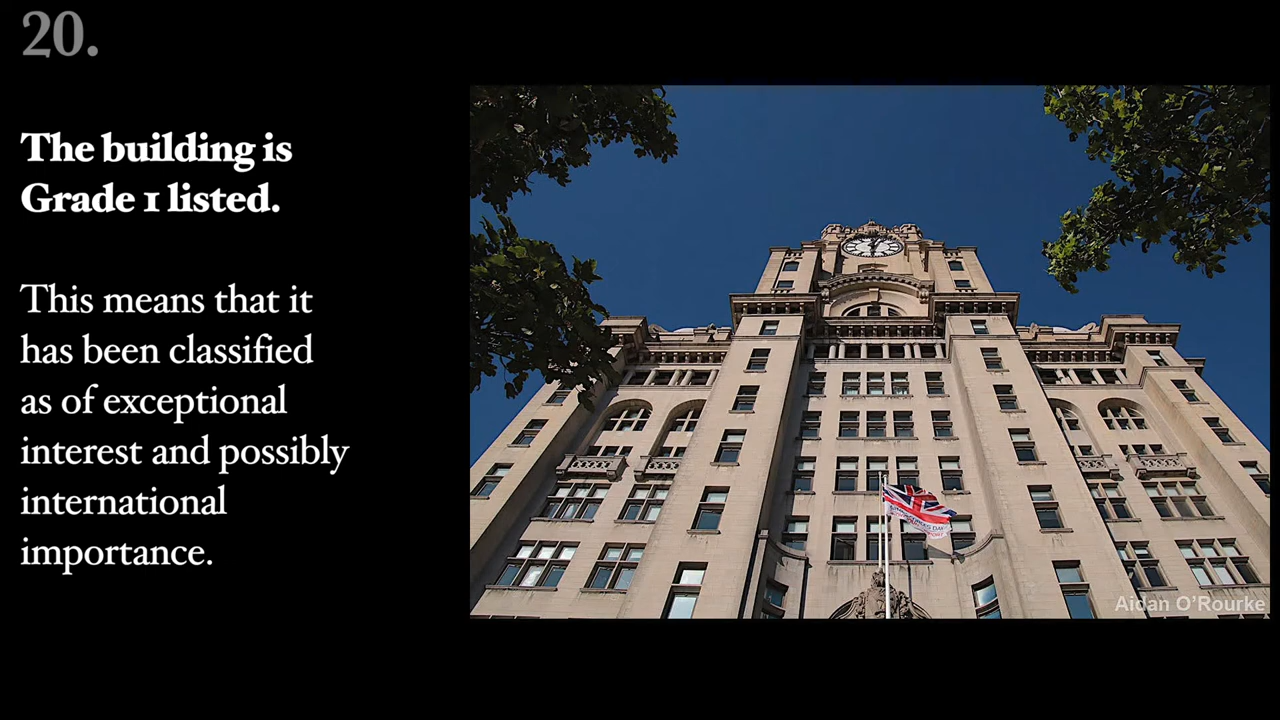 20.
The building is
Grade 1 listed.
This means that it
has been classified
as of exceptional
interest and possibly
international
importance.
Aidan O'Rourke